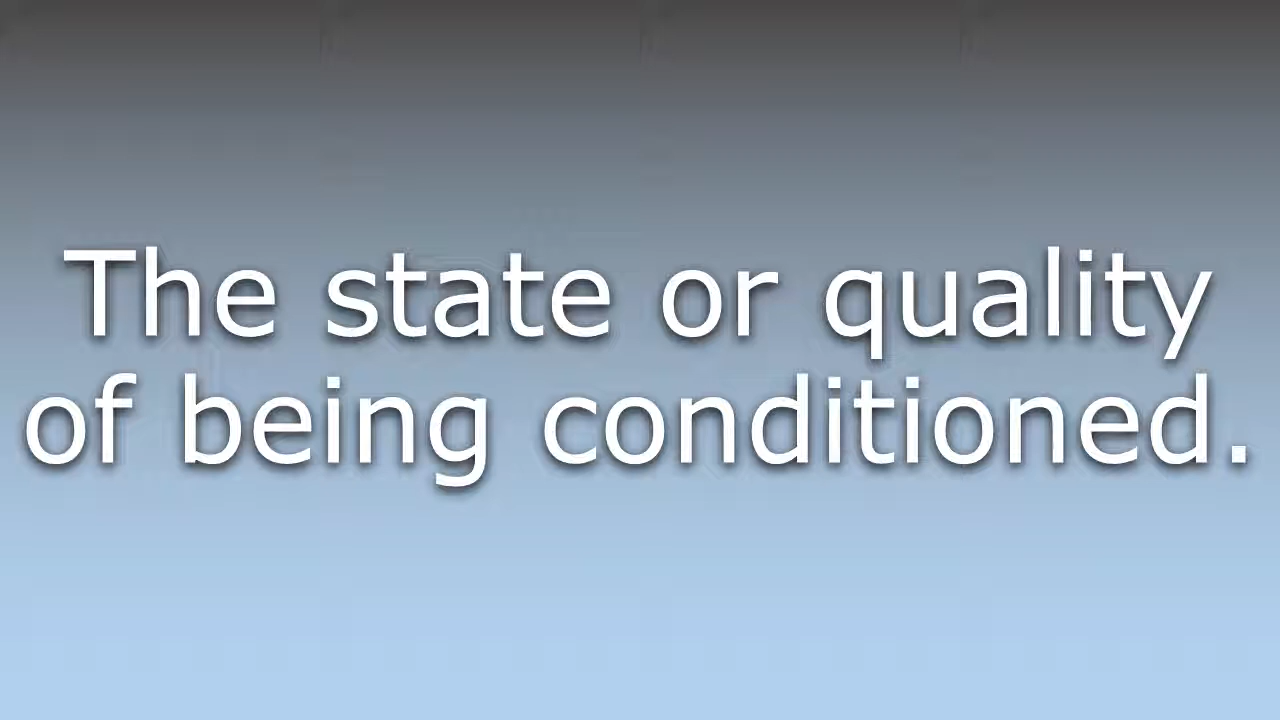 The state or quality
of being conditioned.